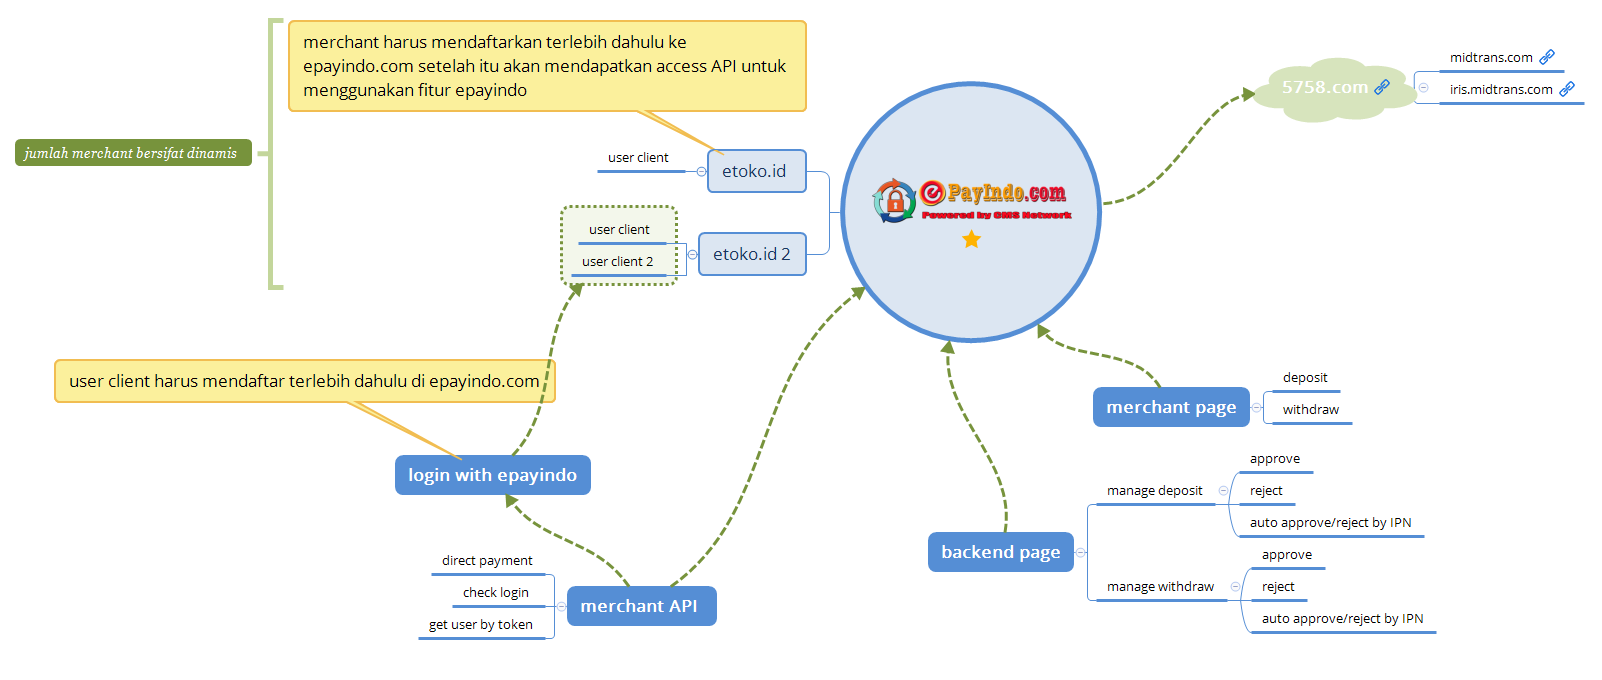 merchant harus mendaftarkan terlebih dahulu ke
epayindo.com setelah itu akan mendapatkan access API untuk
menggunakan fitur epayindo
jumlah merchant bersifat dinamis
user client
etoko.id
user client
user client 2
etoko.id 2
ePayIndo.com
Powered by GMS Network
5758.com
midtrans.com
iris.midtrans.com
user client harus mendaftar terlebih dahulu di epayindo.com
login with epayindo
merchant page
deposit
withdraw
backend page
manage deposit
approve
reject
auto approve/reject by IPN
manage withdraw
approve
reject
auto approve/reject by IPN
merchant API
direct payment
check login
get user by token